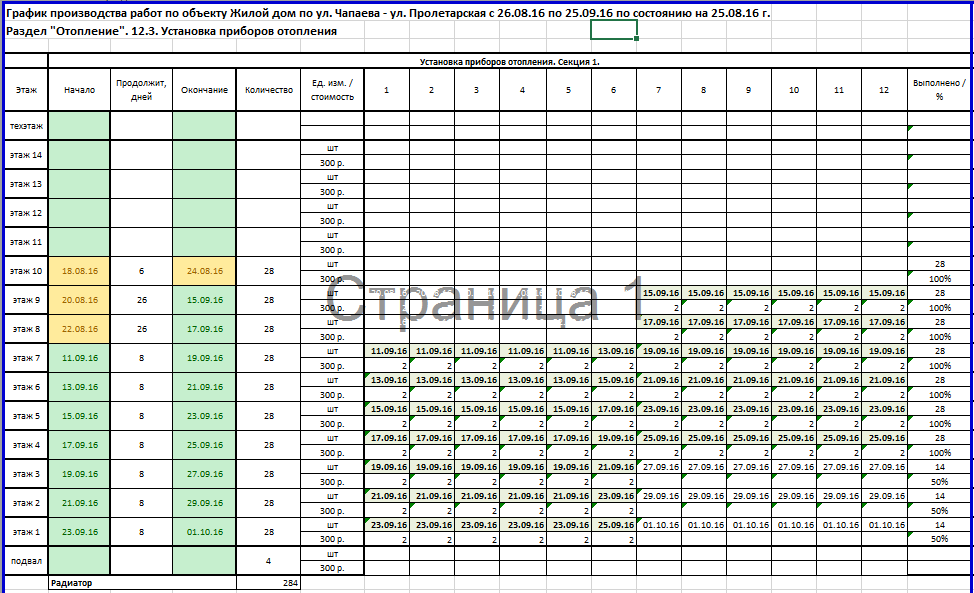 График производства работ по объекту Жилой дом по ул. Чапаева - ул. Пролетарская с 26.08.16 по 25.09.16 по состоянию на 25.08.16 г.
Раздел "Отопление". 12.3. Установка приборов отопления
Установка приборов отопления. Секция 1.
Этаж Начало Продолжит, дней Окончание Количество Ед. изм. / стоимость 1 2 3 4 5 6 7 8 9 10 11 12 Выполнено / %
техэтаж
этаж 14 шт
300 р.
этаж 13 шт
300 р.
этаж 12 шт
300 р.
этаж 11 шт
300 р.
этаж 10 18.08.16 6 24.08.16 28 шт 28
300 р. 100%
этаж 9 20.08.16 26 15.09.16 28 шт 15.09.16 15.09.16 15.09.16 15.09.16 15.09.16 15.09.16 28
300 р. 2 2 2 2 2 2 100%
этаж 8 22.08.16 26 17.09.16 28 шт 17.09.16 17.09.16 17.09.16 17.09.16 17.09.16 17.09.16 28
300 р. 2 2 2 2 2 2 100%
этаж 7 11.09.16 8 19.09.16 28 шт 11.09.16 11.09.16 11.09.16 11.09.16 11.09.16 13.09.16 19.09.16 19.09.16 19.09.16 19.09.16 19.09.16 19.09.16 28
300 р. 2 2 2 2 2 2 2 2 2 2 2 2 100%
этаж 6 13.09.16 8 21.09.16 28 шт 13.09.16 13.09.16 13.09.16 13.09.16 13.09.16 15.09.16 21.09.16 21.09.16 21.09.16 21.09.16 21.09.16 21.09.16 28
300 р. 2 2 2 2 2 2 2 2 2 2 2 2 100%
этаж 5 15.09.16 8 23.09.16 28 шт 15.09.16 15.09.16 15.09.16 15.09.16 15.09.16 17.09.16 23.09.16 23.09.16 23.09.16 23.09.16 23.09.16 23.09.16 28
300 р. 2 2 2 2 2 2 2 2 2 2 2 2 100%
этаж 4 17.09.16 8 25.09.16 28 шт 17.09.16 17.09.16 17.09.16 17.09.16 17.09.16 19.09.16 25.09.16 25.09.16 25.09.16 25.09.16 25.09.16 25.09.16 28
300 р. 2 2 2 2 2 2 2 2 2 2 2 2 100%
этаж 3 19.09.16 8 27.09.16 28 шт 19.09.16 19.09.16 19.09.16 19.09.16 19.09.16 21.09.16 27.09.16 27.09.16 27.09.16 27.09.16 27.09.16 27.09.16 14
300 р. 2 2 2 2 2 2 50%
этаж 2 21.09.16 8 29.09.16 28 шт 21.09.16 21.09.16 21.09.16 21.09.16 21.09.16 23.09.16 29.09.16 29.09.16 29.09.16 29.09.16 29.09.16 29.09.16 14
300 р. 2 2 2 2 2 2 50%
этаж 1 23.09.16 8 01.10.16 28 шт 23.09.16 23.09.16 23.09.16 23.09.16 23.09.16 25.09.16 01.10.16 01.10.16 01.10.16 01.10.16 01.10.16 01.10.16 14
300 р. 2 2 2 2 2 2 50%
подвал 4 шт
300 р.
Радиатор 284
Страница 1